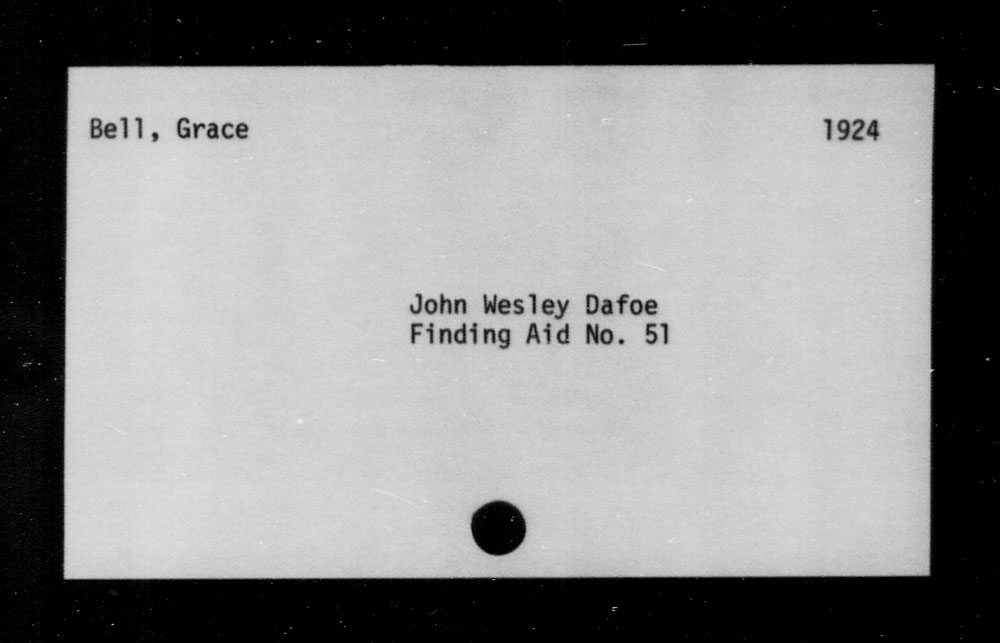 Bell, Grace 1924
John Wesley Dafoe
Finding Aid No. 51